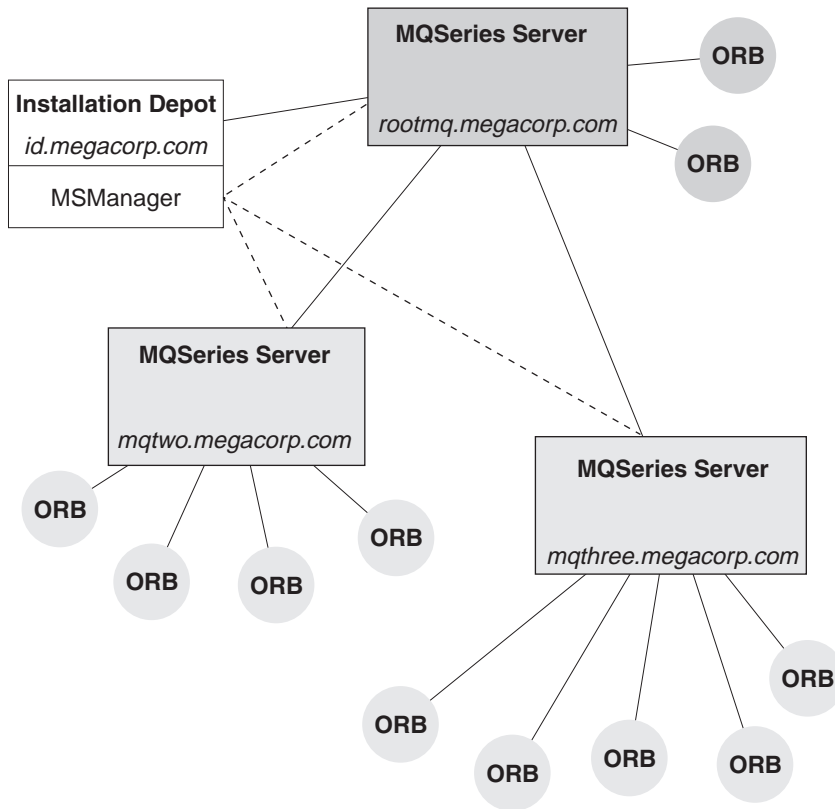 MQSeries Server
rootmq.megacorp.com
ORB
ORB
Installation Depot
id.megacorp.com
MSManager
MQSeries Server
mqtwo.megacorp.com
ORB
ORB
ORB
ORB
MQSeries Server
mqthree.megacorp.com
ORB
ORB
ORB
ORB
ORB